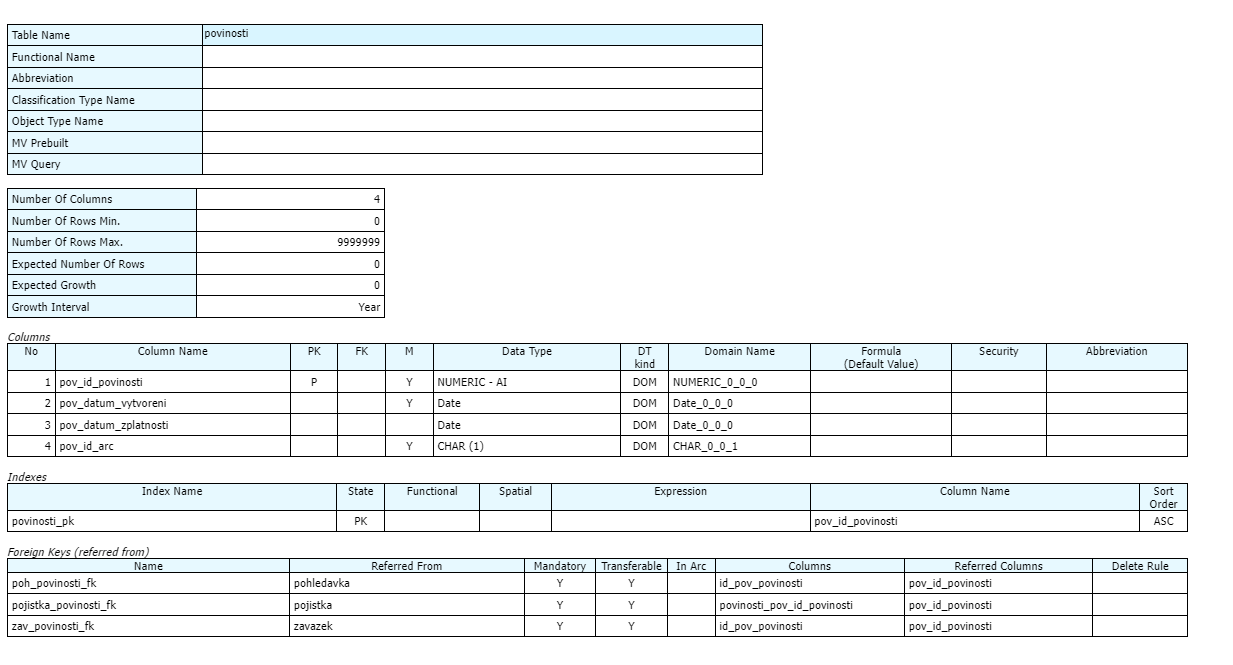 Table Name povinosti
Functional Name
Abbreviation
Classification Type Name
Object Type Name
MV Prebuilt
MV Query
Number Of Columns 4
Number Of Rows Min. 0
Number Of Rows Max. 9999999
Expected Number Of Rows 0
Expected Growth 0
Growth Interval Year
Columns
No Column Name PK FK M Data Type DT kind Domain Name Formula (Default Value) Security Abbreviation
1 pov_id_povinosti P Y NUMERIC - AI DOM NUMERIC_0_0_0
2 pov_datum_vytvoreni Y Date DOM Date_0_0_0
3 pov_datum_zplatnosti Date DOM Date_0_0_0
4 pov_id_arc Y CHAR (1) DOM CHAR_0_0_1
Indexes
Index Name State Functional Spatial Expression Column Name Sort Order
povinosti_pk PK pov_id_povinosti ASC
Foreign Keys (referred from)
Name Referred From Mandatory Transferable In Arc Columns Referred Columns Delete Rule
poh_povinosti_fk pohledavka Y Y id_pov_povinosti pov_id_povinosti
pojistka_povinosti_fk pojistka Y Y povinosti_pov_id_povinosti pov_id_povinosti
zav_povinosti_fk zavazek Y Y id_pov_povinosti pov_id_povinosti